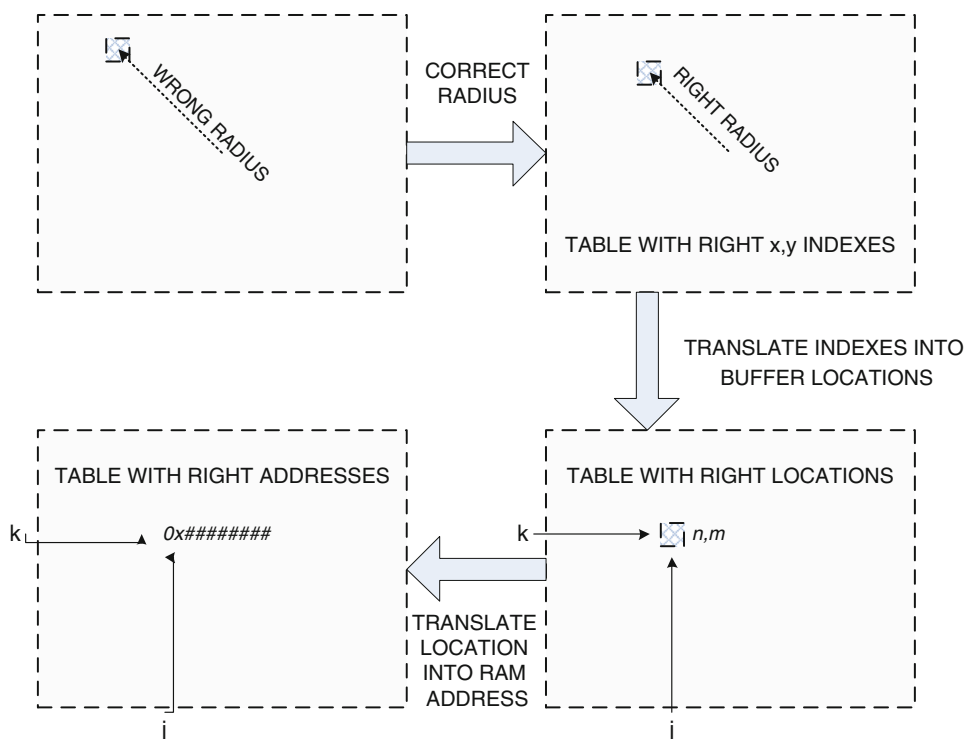 WRONG RADIUS
CORRECT
RADIUS
RIGHT RADIUS
TABLE WITH RIGHT x,y INDEXES
TRANSLATE INDEXES INTO
BUFFER LOCATIONS
TABLE WITH RIGHT ADDRESSES
k
0x########
j
TABLE WITH RIGHT LOCATIONS
k
n,m
j
TRANSLATE
LOCATION
INTO RAM
ADDRESS